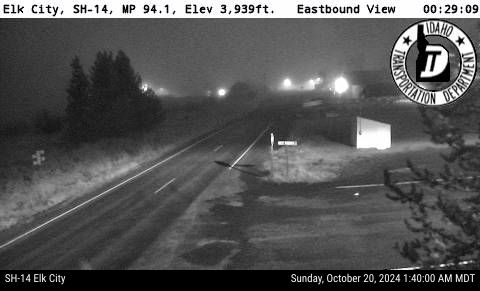 Elk City, SH-14, MP 94.1, Elev 3,939ft.   Eastbound View    00:29:09
IDAHO
TRANSPORTATION DEPARTMENT
SH-14 Elk City
Sunday, October 20, 2024 1:40:00 AM MDT